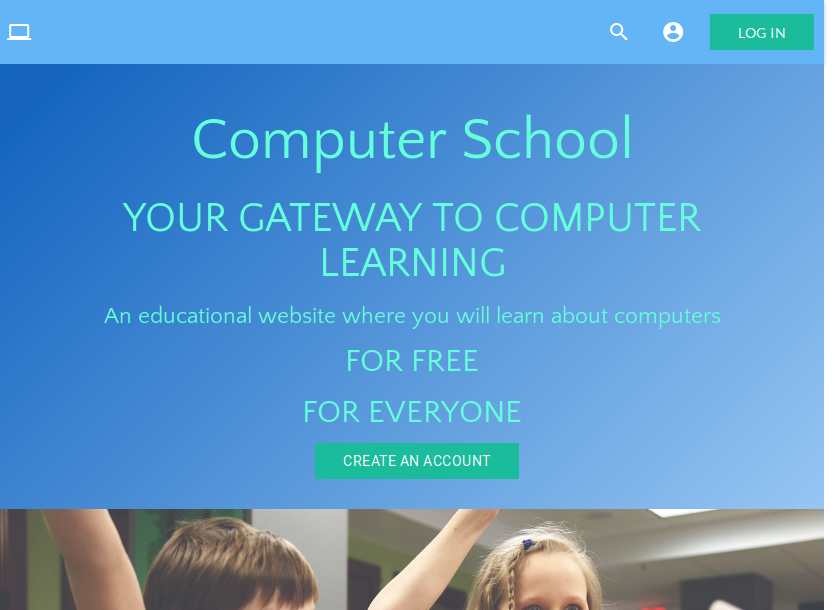 LOG IN
Computer School
YOUR GATEWAY TO COMPUTER
LEARNING
An educational website where you will learn about computers
FOR FREE
FOR EVERYONE
CREATE AN ACCOUNT